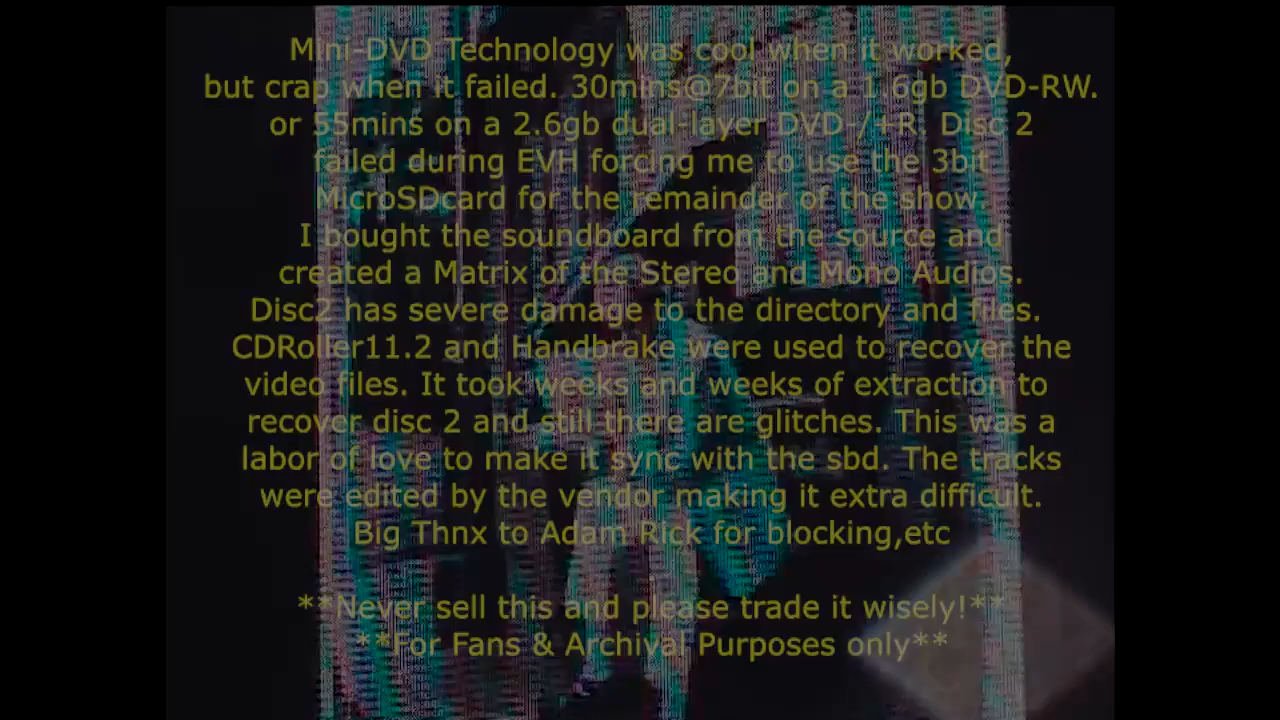 Mini-DVD Technology was cool when it worked,
but crap when it failed. 30mins@7bit on a 1.6gb DVD-RW.
or 55mins on a 2.6gb dual-layer DVD-/+R. Disc 2
failed during EVH forcing me to use the 3bit
MicroSDcard for the remainder of the show.
I bought the soundboard from the source and
created a Matrix of the Stereo and Mono Audios.
Disc2 has severe damage to the directory and files.
CDRoller11.2 and Handbrake were used to recover the
video files. It took weeks and weeks of extraction to
recover disc 2 and still there are glitches. This was a
labor of love to make it sync with the sbd. The tracks
were edited by the vendor making it extra difficult.
Big Thnx to Adam Rick for blocking,etc
**Never sell this and please trade it wisely!**
**For Fans & Archival Purposes only**